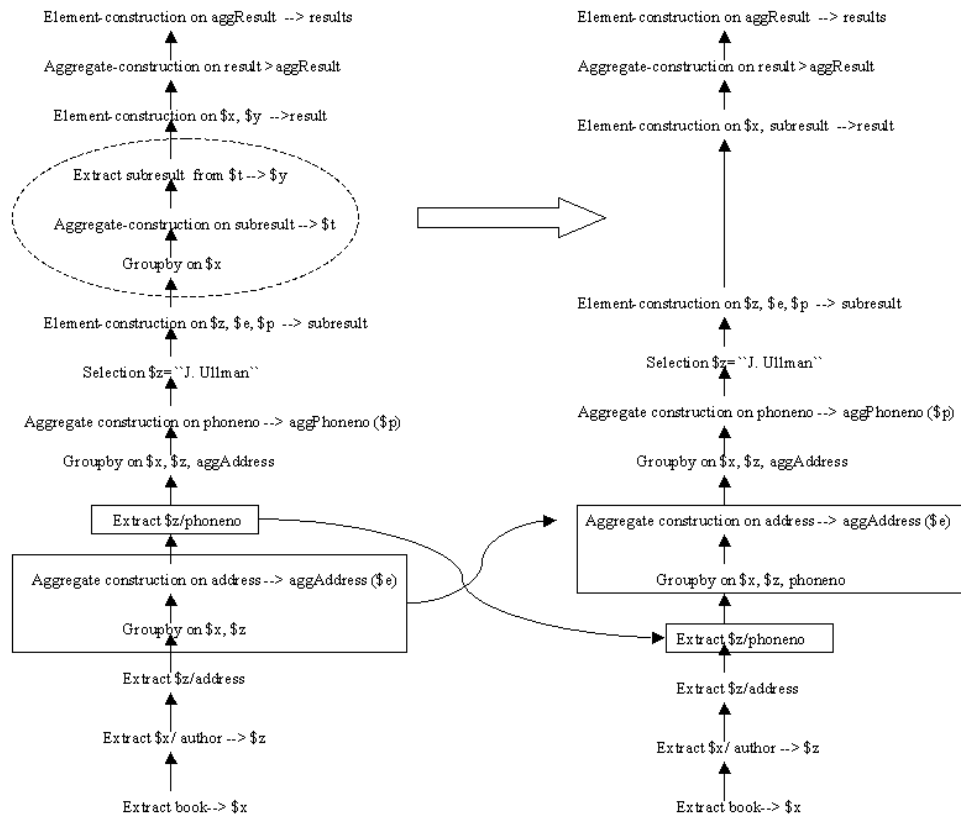 Element-construction on aggResult --> results
Aggregate-construction on result > aggResult
Element-construction on $x, $y -->result
Extract subresult from $t --> $y
Aggregate-construction on subresult --> $t
Groupby on $x
Element-construction on $z, $e, $p --> subresult
Selection $z=``J. Ullman``
Aggregate construction on phoneno --> aggPhoneno ($p)
Groupby on $x, $z, aggAddress
Extract $z/phoneno
Aggregate construction on address --> aggAddress ($e)
Groupby on $x, $z
Extract $z/address
Extract $x/ author --> $z
Extract book--> $x
Element-construction on aggResult --> results
Aggregate-construction on result > aggResult
Element-construction on $x, subresult -->result
Element-construction on $z, $e, $p --> subresult
Selection $z=``J. Ullman``
Aggregate construction on phoneno --> aggPhoneno ($p)
Groupby on $x, $z, aggAddress
Aggregate construction on address --> aggAddress ($e)
Groupby on $x, $z, phoneno
Extract $z/phoneno
Extract $z/address
Extract $x/ author --> $z
Extract book--> $x